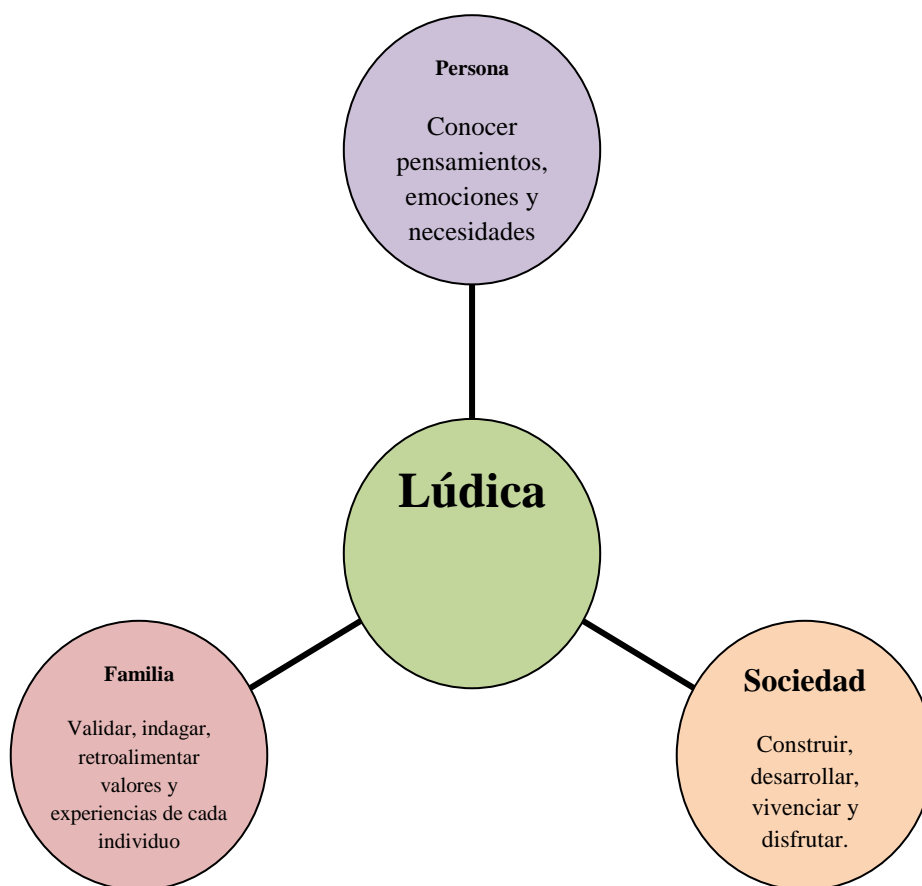 Persona
Conocer
pensamientos,
emociones y
necesidades
Lúdica
Familia
Validar, indagar,
retroalimentar
valores y
experiencias de cada
individuo
Sociedad
Construir,
desarrollar,
vivenciar y
disfrutar.